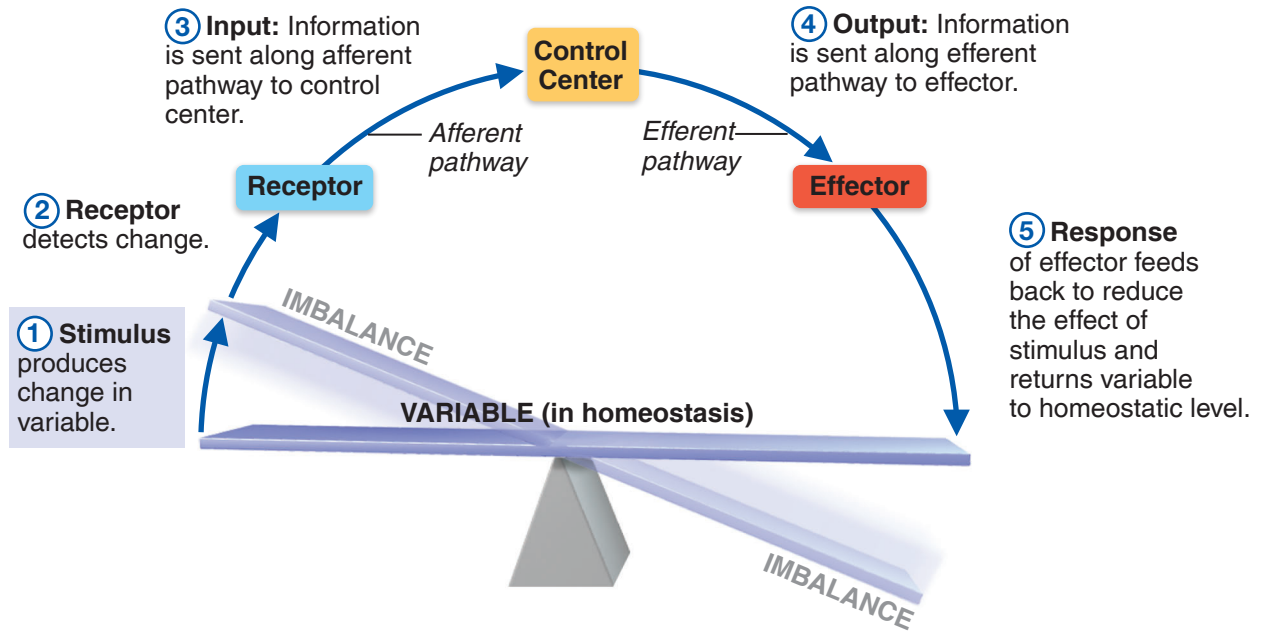 3 Input: Information
is sent along afferent
pathway to control
center.
Control
Center
4 Output: Information
is sent along efferent
pathway to effector.
Afferent
pathway
Efferent
pathway
Receptor
Effector
2 Receptor
detects change.
5 Response
of effector feeds
back to reduce
the effect of
stimulus and
returns variable
to homeostatic level.
IMBALANCE
1 Stimulus
produces
change in
variable.
VARIABLE (in homeostasis)
IMBALANCE